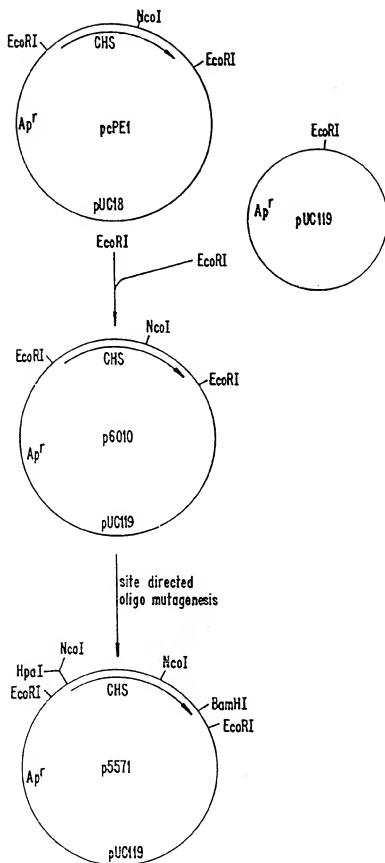 NcoI
EcoRI
CHS
EcoRI
Apr
pcPE1
pUC18
EcoRI
Apr
pUC119
EcoRI
EcoRI
NcoI
EcoRI
CHS
EcoRI
p6010
Apr
pUC119
site directed
oligo mutagenesis
NcoI
HpaI
NcoI
EcoRI
CHS
BamHI
EcoRI
p5571
Apr
pUC119